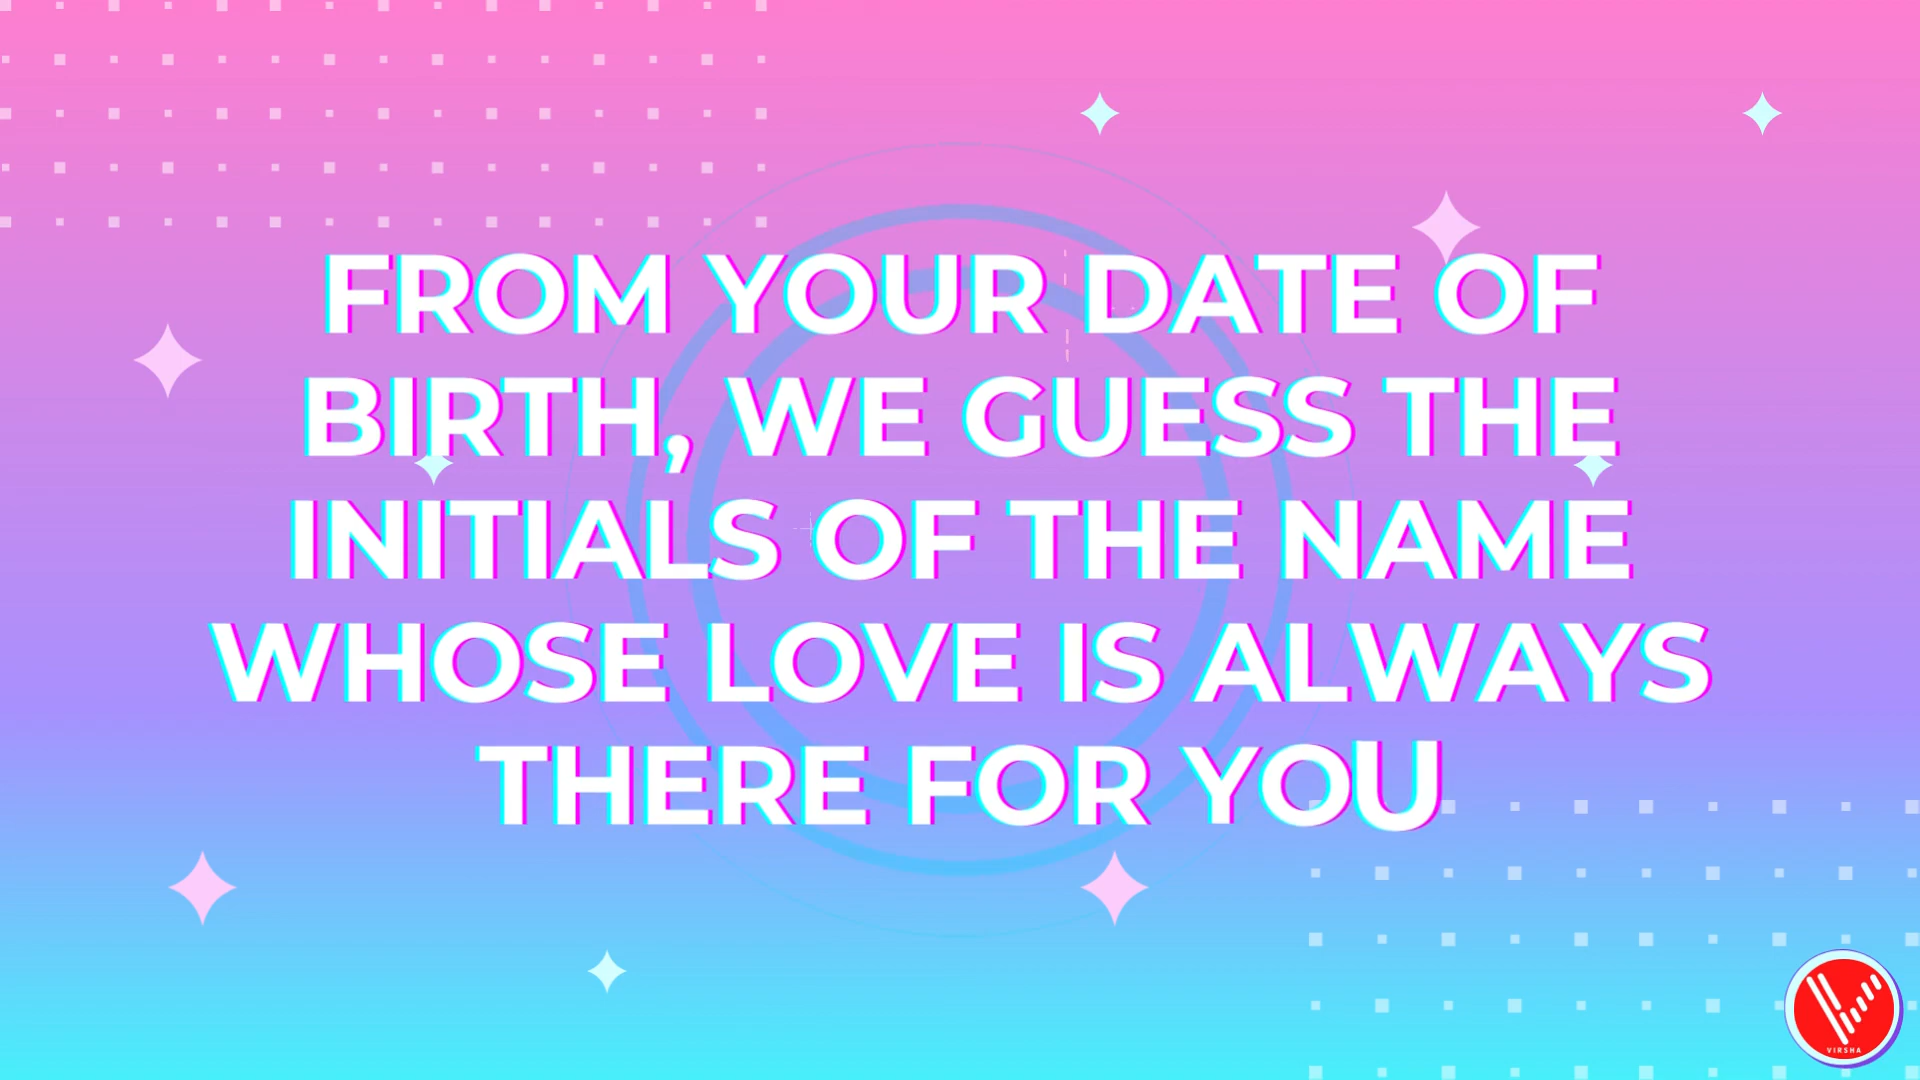 FROM YOUR DATE OF
BIRTH, WE GUESS THE
INITIALS OF THE NAME
WHOSE LOVE IS ALWAYS
THERE FOR YOU
VIRSHA